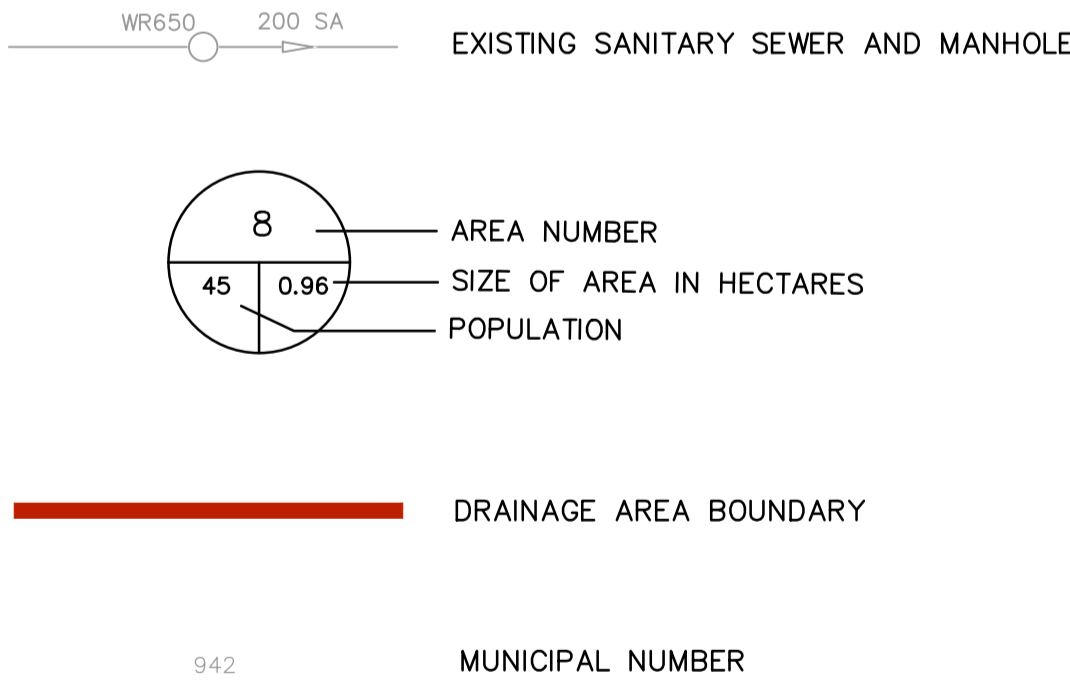 WR650 200 SA
EXISTING SANITARY SEWER AND MANHOLE
8
AREA NUMBER
45 0.96
SIZE OF AREA IN HECTARES
POPULATION
DRAINAGE AREA BOUNDARY
942
MUNICIPAL NUMBER